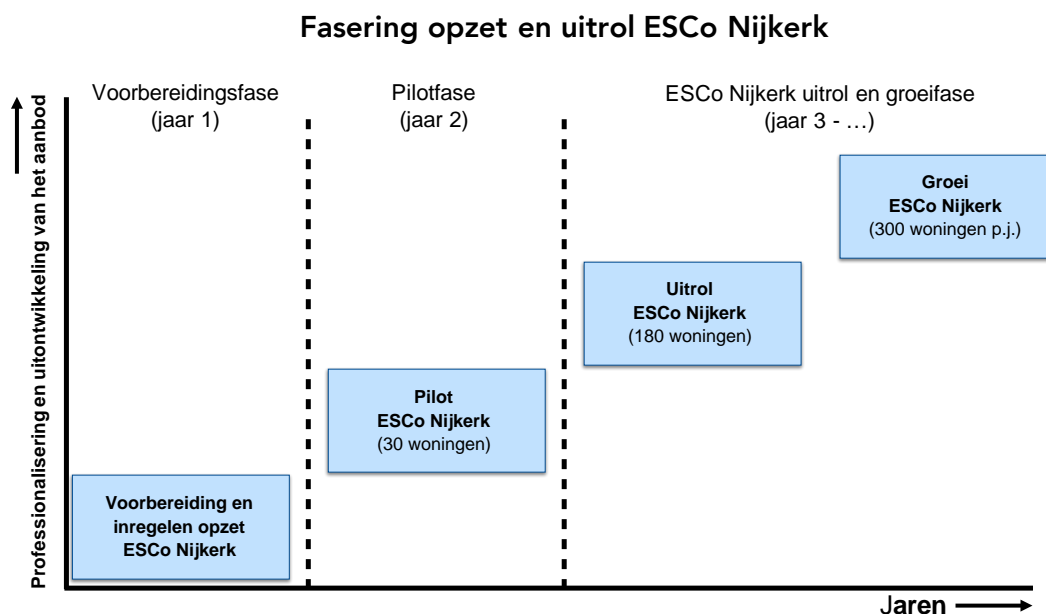 Fasering opzet en uitrol ESCo Nijkerk
Voorbereidingsfase
(jaar 1)
Pilotfase
(jaar 2)
ESCo Nijkerk uitrol en groeifase
(jaar 3 - …)
Professionalisering en uitontwikkeling van het aanbod
Groei
ESCo Nijkerk
(300 woningen p.j.)
Uitrol
ESCo Nijkerk
(180 woningen)
Pilot
ESCo Nijkerk
(30 woningen)
Voorbereiding en
inregelen opzet
ESCo Nijkerk
Jaren